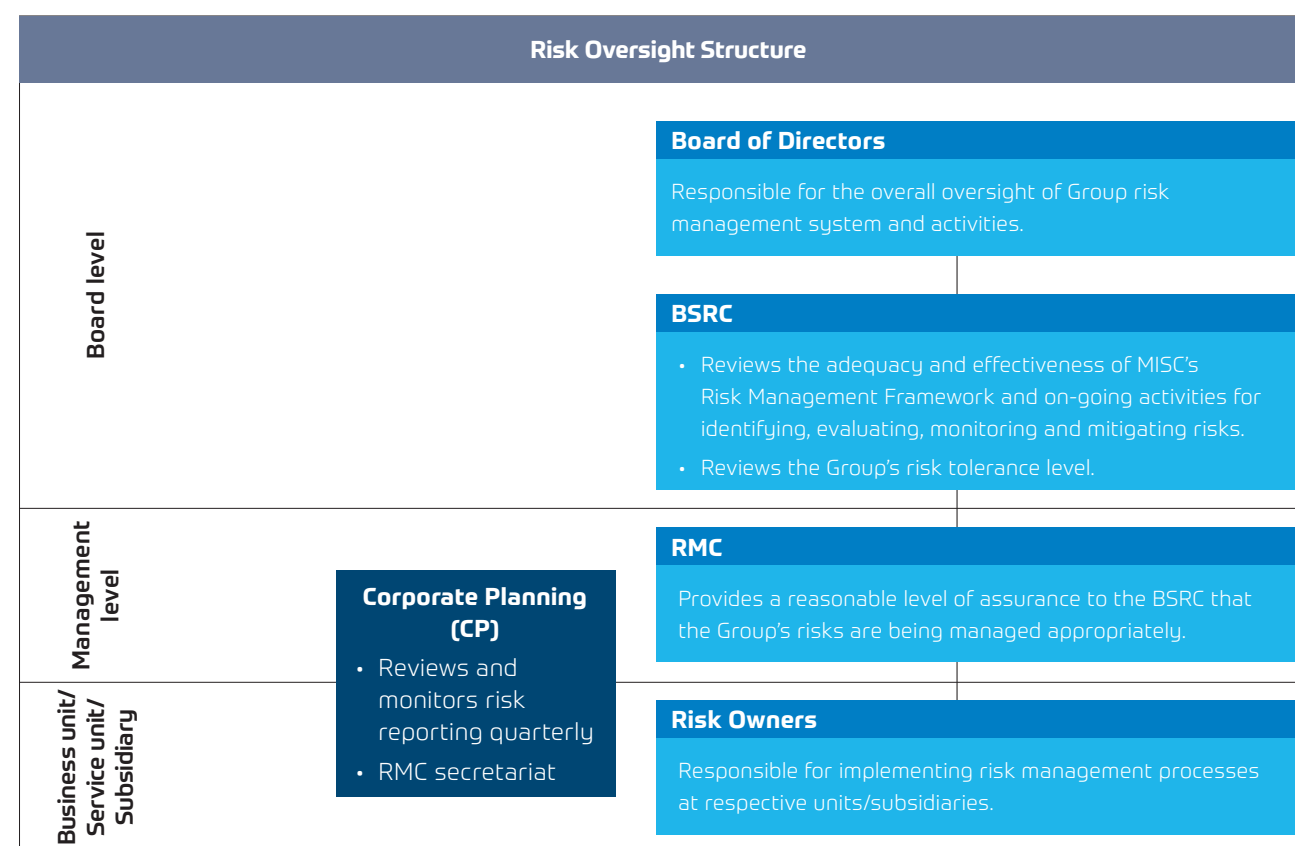 Risk Oversight Structure
Board level
Board of Directors
Responsible for the overall oversight of Group risk
management system and activities.
BSRC
• Reviews the adequacy and effectiveness of MISC's
Risk Management Framework and on-going activities for
identifying, evaluating, monitoring and mitigating risks.
• Reviews the Group's risk tolerance level.
Management
level
Corporate Planning
(CP)
• Reviews and
monitors risk
reporting quarterly
• RMC secretariat
RMC
Provides a reasonable level of assurance to the BSRC that
the Group's risks are being managed appropriately.
Business unit/
Service unit/
Subsidiary
Risk Owners
Responsible for implementing risk management processes
at respective units/subsidiaries.